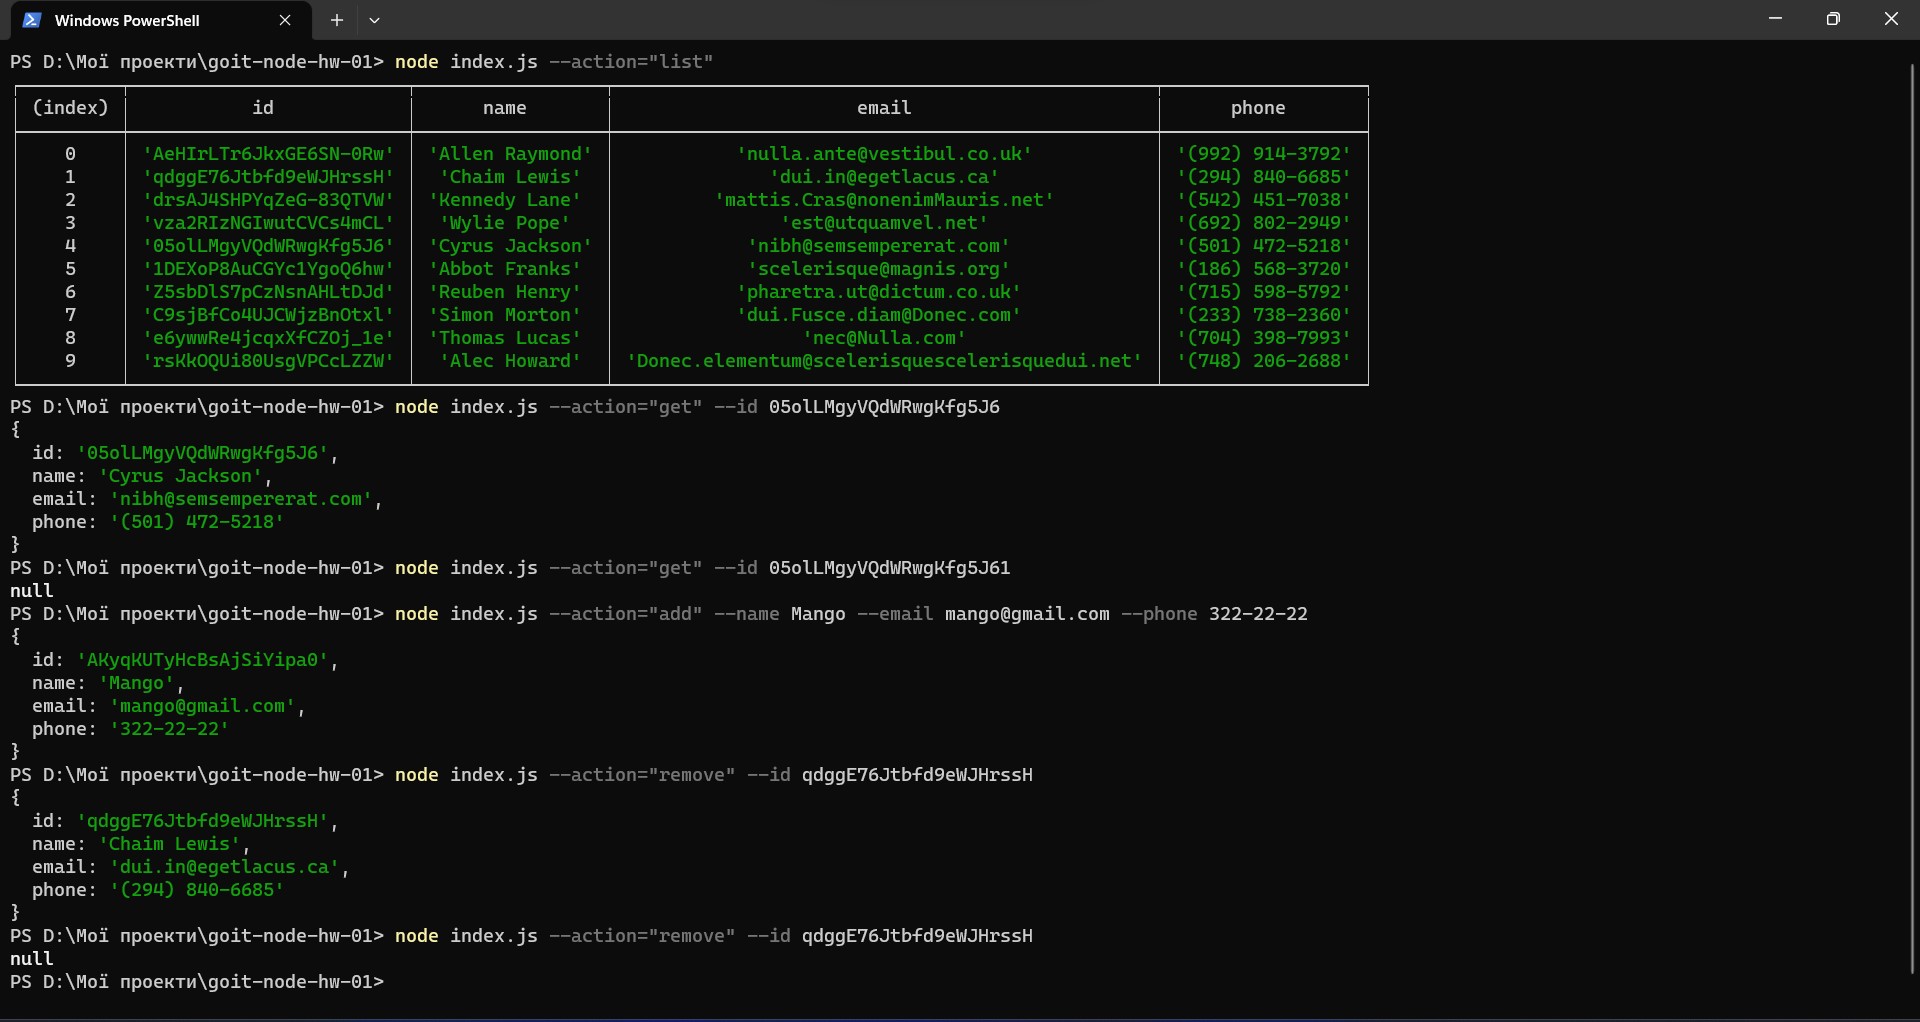 Windows PowerShell
PS D:\Мої проекти\goit-node-hw-01> node index.js --action="list"
(index) id name email phone
0 'AeHIrLTr6JkxGE6SN-0Rw' 'Allen Raymond' 'nulla.ante@vestibul.co.uk' '(992) 914-3792'
1 'qdggE76Jtbfd9eWJHrssH' 'Chaim Lewis' 'dui.in@egetlacus.ca' '(294) 840-6685'
2 'drsAJ4SHPYqZeG-83QTVW' 'Kennedy Lane' 'mattis.Cras@nonenimMauris.net' '(542) 451-7038'
3 'vza2RIzNGIwutCVCs4mCL' 'Wylie Pope' 'est@utquamvel.net' '(692) 802-2949'
4 '05olLMgyVQdWRwgKfg5J6' 'Cyrus Jackson' 'nibh@semsempererat.com' '(501) 472-5218'
5 '1DEXoP8AuCGYc1YgoQ6hw' 'Abbot Franks' 'scelerisque@magnis.org' '(186) 568-3720'
6 'Z5sbDlS7pCzNsnAHLtDJd' 'Reuben Henry' 'pharetra.ut@dictum.co.uk' '(715) 598-5792'
7 'C9sjBfCo4UJCWjzBnOtxl' 'Simon Morton' 'dui.Fusce.diam@Donec.com' '(233) 738-2360'
8 'e6ywwRe4jcqxXfCZOj_1e' 'Thomas Lucas' 'nec@Nulla.com' '(704) 398-7993'
9 'rsKkOQUi80UsgVPCcLZZW' 'Alec Howard' 'Donec.elementum@scelerisquescelerisquedui.net' '(748) 206-2688'
PS D:\Мої проекти\goit-node-hw-01> node index.js --action="get" --id 05olLMgyVQdWRwgKfg5J6
{
  id: '05olLMgyVQdWRwgKfg5J6',
  name: 'Cyrus Jackson',
  email: 'nibh@semsempererat.com',
  phone: '(501) 472-5218'
}
PS D:\Мої проекти\goit-node-hw-01> node index.js --action="get" --id 05olLMgyVQdWRwgKfg5J61
null
PS D:\Мої проекти\goit-node-hw-01> node index.js --action="add" --name Mango --email mango@gmail.com --phone 322-22-22
{
  id: 'AKyqKUTyHcBsAjSiYipa0',
  name: 'Mango',
  email: 'mango@gmail.com',
  phone: '322-22-22'
}
PS D:\Мої проекти\goit-node-hw-01> node index.js --action="remove" --id qdggE76Jtbfd9eWJHrssH
{
  id: 'qdggE76Jtbfd9eWJHrssH',
  name: 'Chaim Lewis',
  email: 'dui.in@egetlacus.ca',
  phone: '(294) 840-6685'
}
PS D:\Мої проекти\goit-node-hw-01> node index.js --action="remove" --id qdggE76Jtbfd9eWJHrssH
null
PS D:\Мої проекти\goit-node-hw-01>